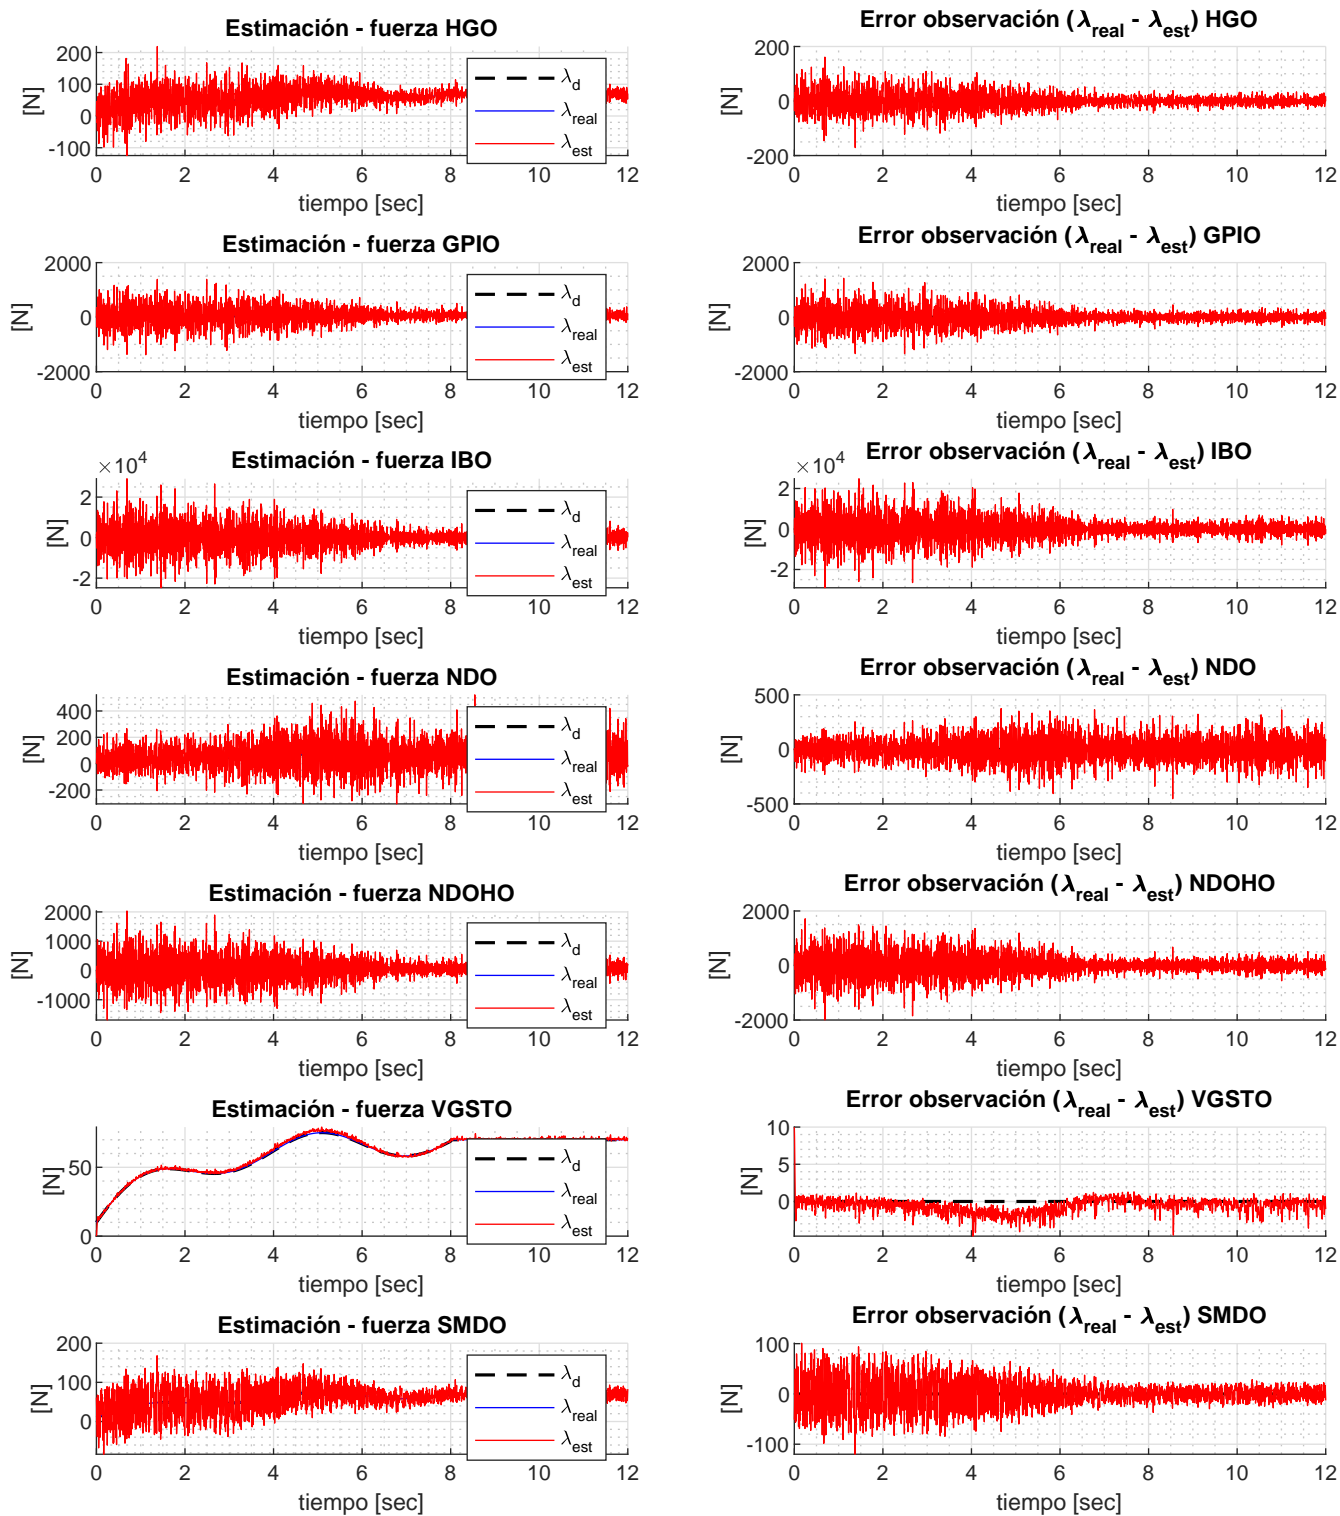 Estimación - fuerza HGO
[N]
200
100
0
-100
0 2 4 6 8 10 12
tiempo [sec]
λd
λreal
λest
Error observación (λreal - λest) HGO
[N]
200
0
-200
0 2 4 6 8 10 12
tiempo [sec]
Estimación - fuerza GPIO
[N]
2000
0
-2000
0 2 4 6 8 10 12
tiempo [sec]
λd
λreal
λest
Error observación (λreal - λest) GPIO
[N]
2000
0
-2000
0 2 4 6 8 10 12
tiempo [sec]
Estimación - fuerza IBO
×10^4
[N]
2
0
-2
0 2 4 6 8 10 12
tiempo [sec]
λd
λreal
λest
Error observación (λreal - λest) IBO
×10^4
[N]
2
0
-2
0 2 4 6 8 10 12
tiempo [sec]
Estimación - fuerza NDO
[N]
400
200
0
-200
0 2 4 6 8 10 12
tiempo [sec]
λd
λreal
λest
Error observación (λreal - λest) NDO
[N]
500
0
-500
0 2 4 6 8 10 12
tiempo [sec]
Estimación - fuerza NDOHO
[N]
2000
1000
0
-1000
0 2 4 6 8 10 12
tiempo [sec]
λd
λreal
λest
Error observación (λreal - λest) NDOHO
[N]
2000
0
-2000
0 2 4 6 8 10 12
tiempo [sec]
Estimación - fuerza VGSTO
[N]
50
0
0 2 4 6 8 10 12
tiempo [sec]
λd
λreal
λest
Error observación (λreal - λest) VGSTO
[N]
10
5
0
0 2 4 6 8 10 12
tiempo [sec]
Estimación - fuerza SMDO
[N]
200
100
0
0 2 4 6 8 10 12
tiempo [sec]
λd
λreal
λest
Error observación (λreal - λest) SMDO
[N]
100
0
-100
0 2 4 6 8 10 12
tiempo [sec]